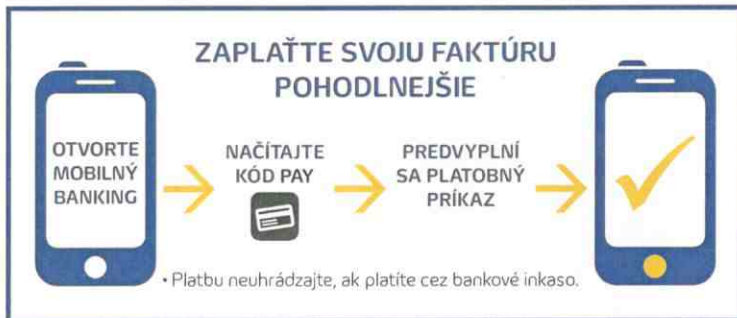 ZAPLAŤTE SVOJU FAKTÚRU
POHODLNEJŠIE
OTVORTE
MOBILNÝ
BANKING
NAČÍTAJTE
KÓD PAY
PREDVYPLNÍ
SA PLATOBNÝ
PRÍKAZ
• Platbu neuhrádzajte, ak platíte cez bankové inkaso.